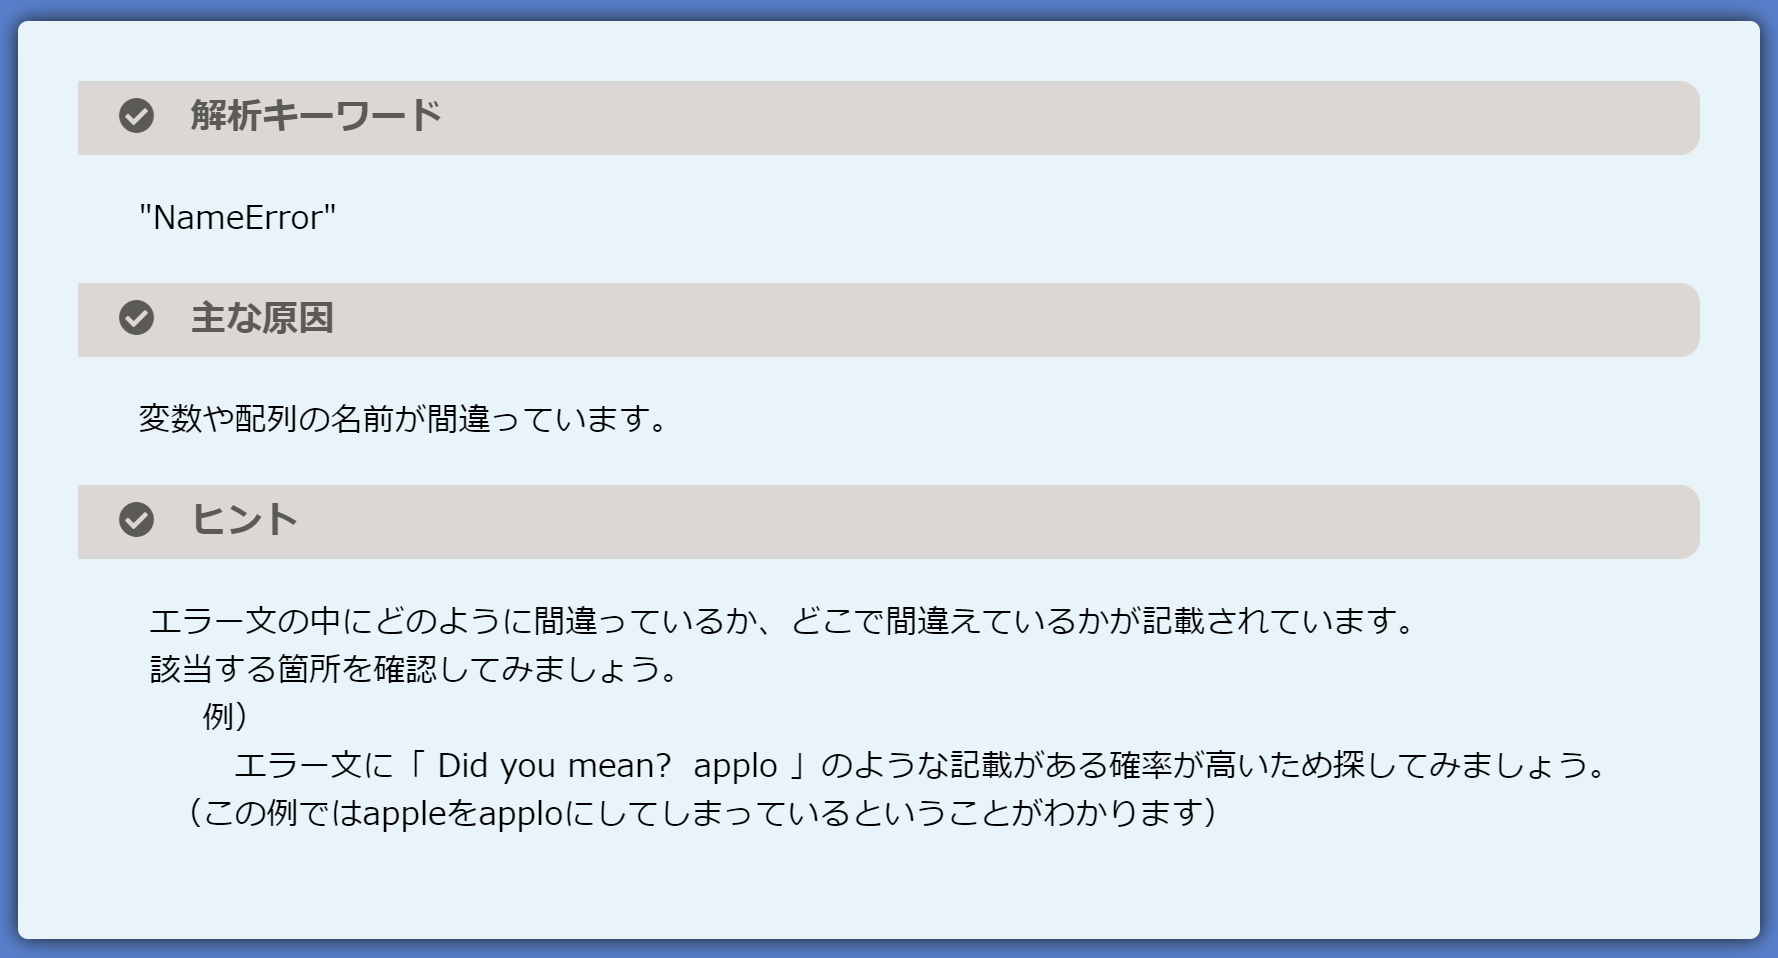 解析キーワード
"NameError"
主な原因
変数や配列の名前が間違っています。
ヒント
エラー文の中にどのように間違っているか、どこで間違えているかが記載されています。
該当する箇所を確認してみましょう。
例）
エラー文に「 Did you mean? applo 」のような記載がある確率が高いため探してみましょう。
（この例ではappleをapploにしてしまっているということがわかります）